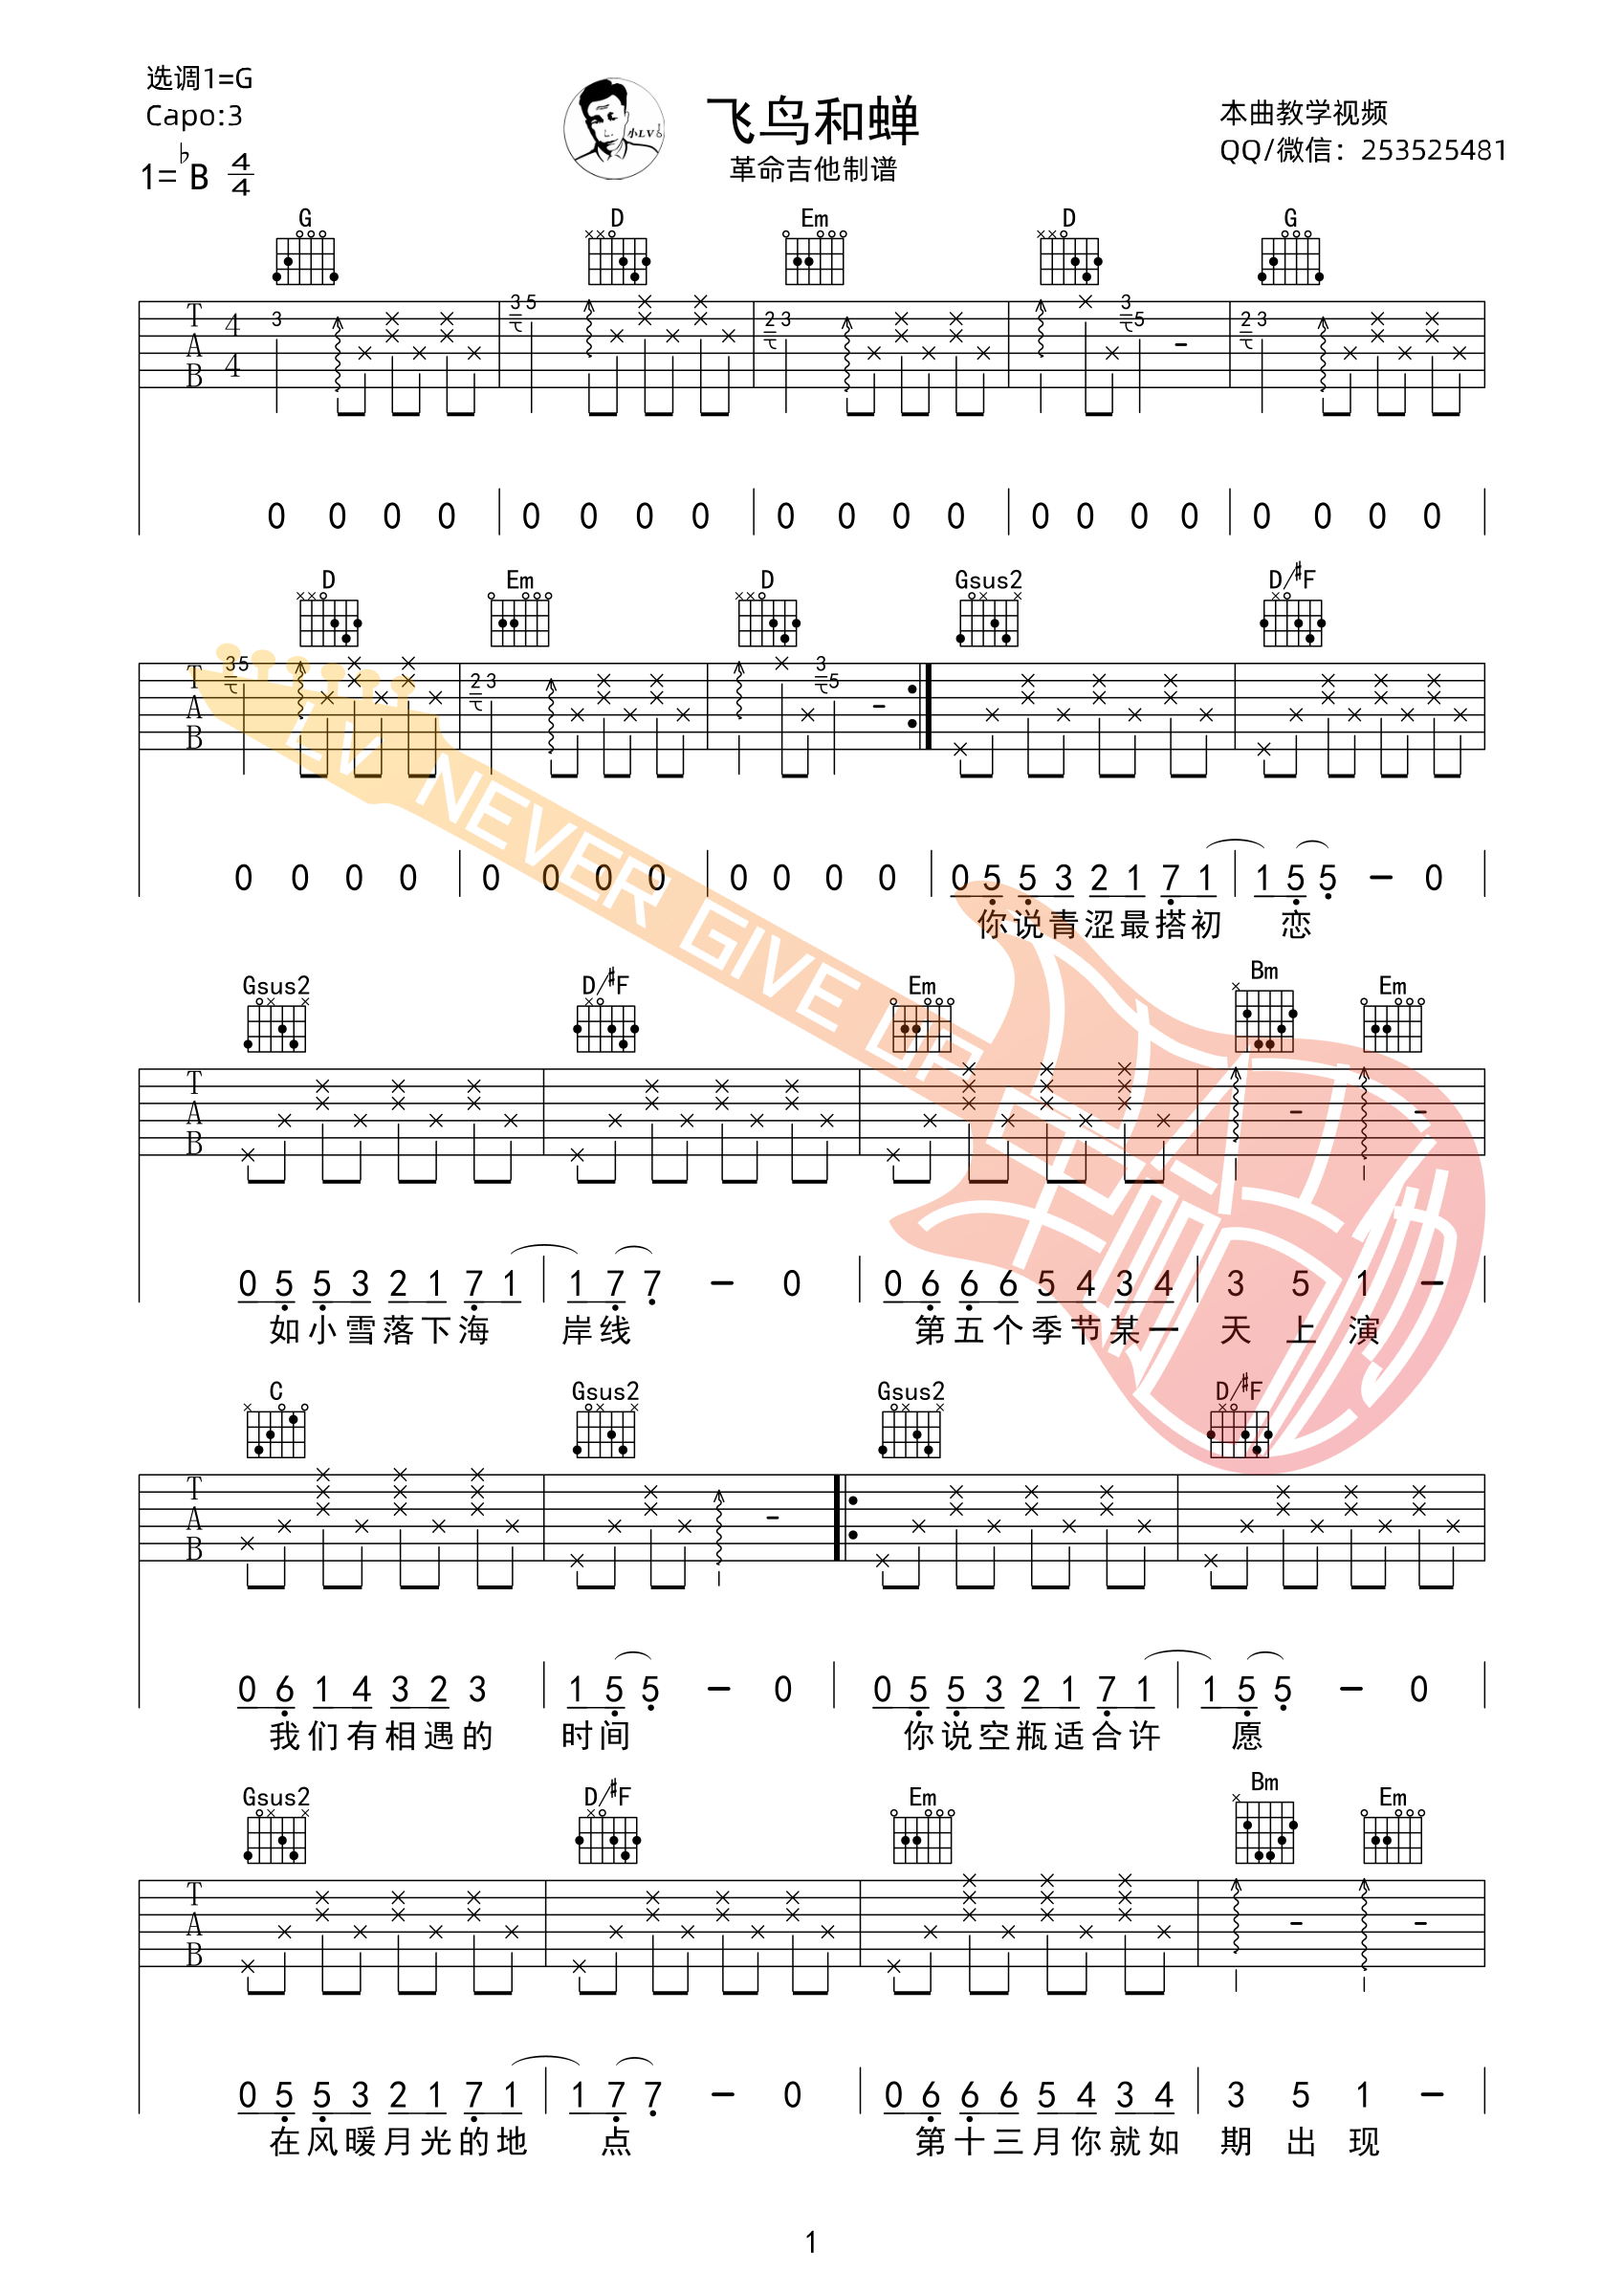 选调1=G
Capo:3
1=♭B 4/4
小LV
飞鸟和蝉
革命吉他制谱
本曲教学视频
QQ/微信：253525481
G D Em D G
T A B 4 4
3 3 5 2 3 3 5 2 3
0 0 0 0 0 0 0 0 0 0 0 0 0 0 0 0 0 0 0 0
D Em D Gsus2 D/#F
T A B
3 5 2 3 3 5
0 0 0 0 0 0 0 0 0 0 0 0 0 5 5 3 2 1 7 1 1 5 5 – 0
你说青涩最搭初 恋
Gsus2 D/#F Em Bm Em
T A B
0 5 5 3 2 1 7 1 1 7 7 – 0 0 6 6 6 5 4 3 4 3 5 1 –
如小雪落下海 岸线 第五个季节某一 天上演
C Gsus2 Gsus2 D/#F
T A B
0 6 1 4 3 2 3 1 5 5 – 0 0 5 5 3 2 1 7 1 1 5 5 – 0
我们有相遇的 时间 你说空瓶适合许 愿
Gsus2 D/#F Em Bm Em
T A B
0 5 5 3 2 1 7 1 1 7 7 – 0 0 6 6 6 5 4 3 4 3 5 1 –
在风暖月光的地 点 第十三月你就如 期出现
LV NEVER GIVE UP
1